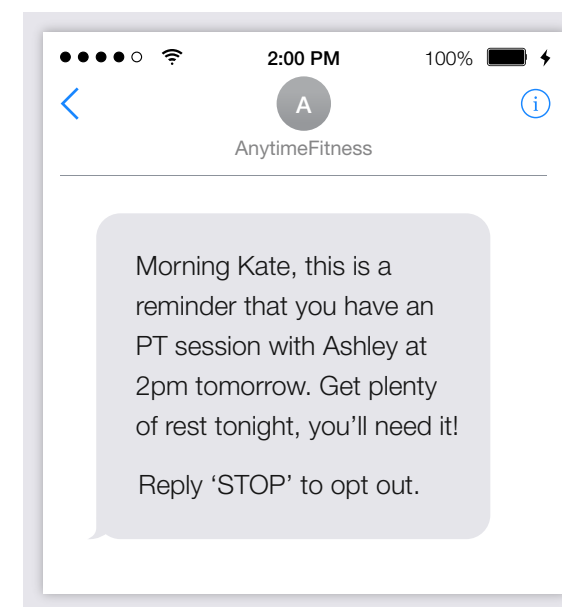 2:00 PM 100%
A
i
AnytimeFitness
Morning Kate, this is a
reminder that you have an
PT session with Ashley at
2pm tomorrow. Get plenty
of rest tonight, you’ll need it!
Reply ‘STOP’ to opt out.